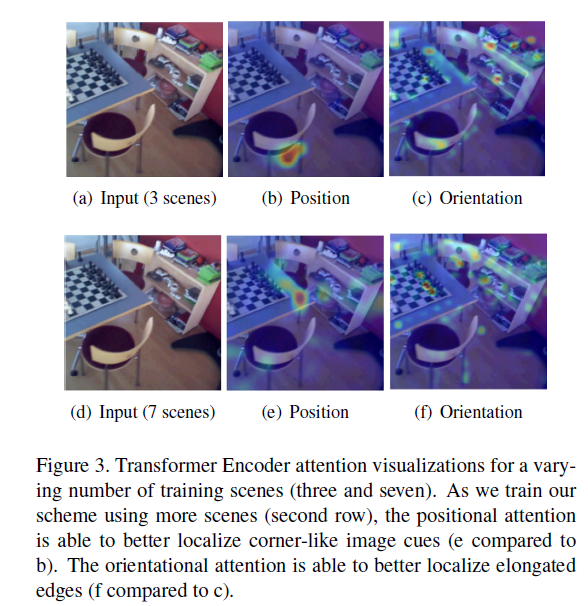 (a) Input (3 scenes) (b) Position (c) Orientation
(d) Input (7 scenes) (e) Position (f) Orientation
Figure 3. Transformer Encoder attention visualizations for a vary-
ing number of training scenes (three and seven). As we train our
scheme using more scenes (second row), the positional attention
is able to better localize corner-like image cues (e compared to
b). The orientational attention is able to better localize elongated
edges (f compared to c).